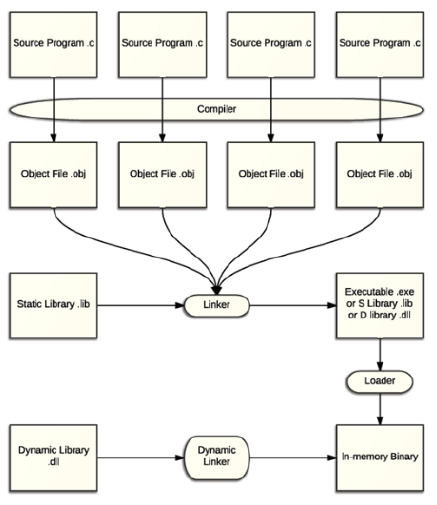 Source Program .c
Source Program .c
Source Program .c
Source Program .c
Compiler
Object File .obj
Object File .obj
Object File .obj
Object File .obj
Static Library .lib
Linker
Executable .exe
or S Library .lib
or D library .dll
Loader
Dynamic Library
.dll
Dynamic
Linker
In-memory Binary